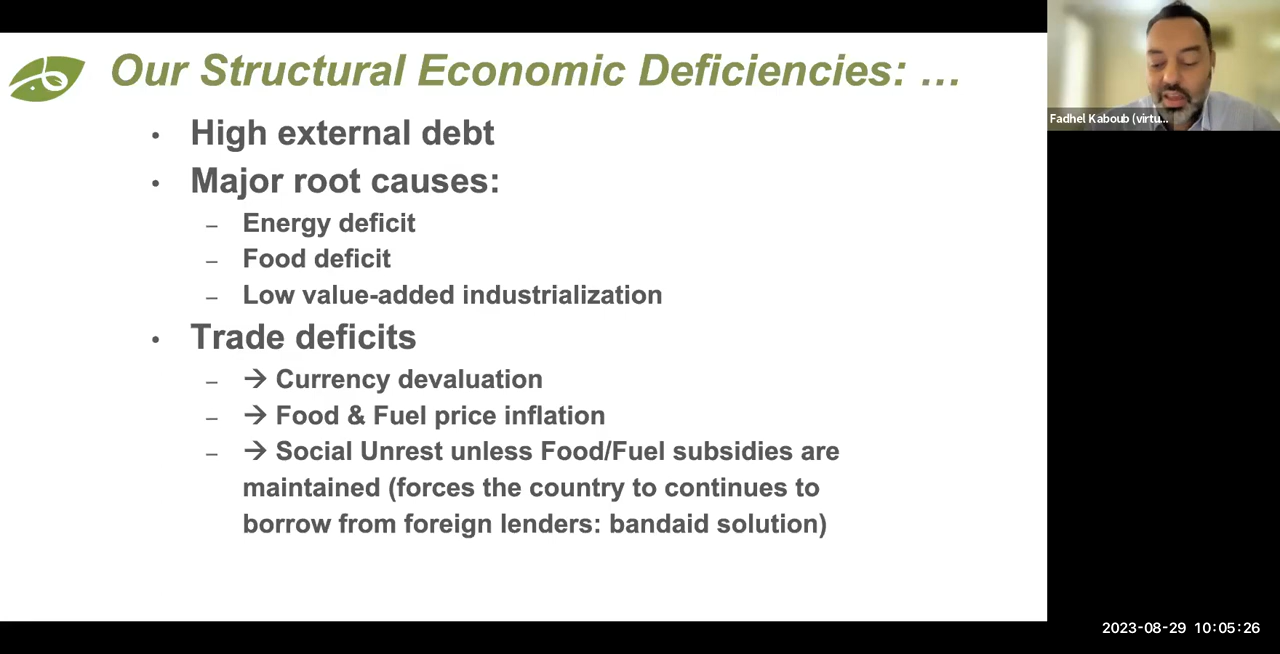 Our Structural Economic Deficiencies: ...
• High external debt
• Major root causes:
– Energy deficit
– Food deficit
– Low value-added industrialization
• Trade deficits
– → Currency devaluation
– → Food & Fuel price inflation
– → Social Unrest unless Food/Fuel subsidies are
maintained (forces the country to continues to
borrow from foreign lenders: bandaid solution)
Fadhel Kaboub (virtu...
2023-08-29 10:05:26